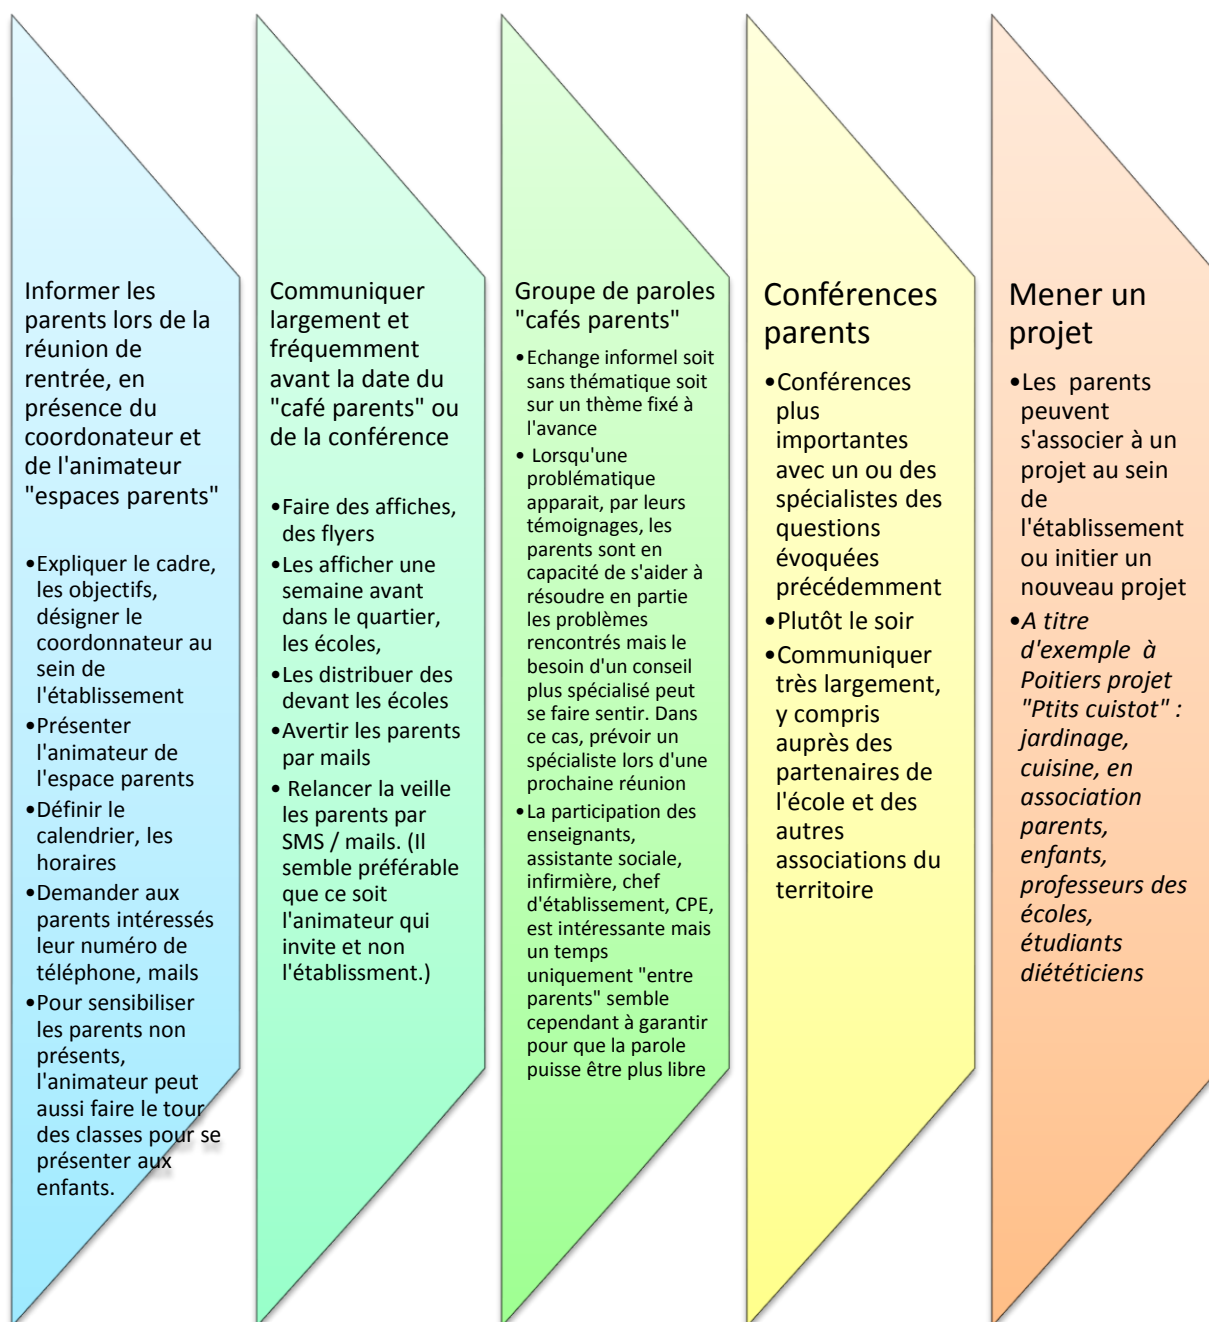 Informer les
parents lors de la
réunion de
rentrée, en
présence du
coordonateur et
de l'animateur
"espaces parents"
•Expliquer le cadre,
les objectifs,
désigner le
coordonnateur au
sein de
l'établissement
•Présenter
l'animateur de
l'espace parents
•Définir le
calendrier, les
horaires
•Demander aux
parents intéressés
leur numéro de
téléphone, mails
•Pour sensibiliser
les parents non
présents,
l'animateur peut
aussi faire le tour
des classes pour se
présenter aux
enfants.
Communiquer
largement et
fréquemment
avant la date du
"café parents" ou
de la conférence
•Faire des affiches,
des flyers
•Les afficher une
semaine avant
dans le quartier,
les écoles,
•Les distribuer des
devant les écoles
•Avertir les parents
par mails
• Relancer la veille
les parents par
SMS / mails. (Il
semble préférable
que ce soit
l'animateur qui
invite et non
l'établissment.)
Groupe de paroles
"cafés parents"
•Echange informel soit
sans thématique soit
sur un thème fixé à
l'avance
• Lorsqu'une
problématique
apparait, par leurs
témoignages, les
parents sont en
capacité de s'aider à
résoudre en partie
les problèmes
rencontrés mais le
besoin d'un conseil
plus spécialisé peut
se faire sentir. Dans
ce cas, prévoir un
spécialiste lors d'une
prochaine réunion
•La participation des
enseignants,
assistante sociale,
infirmière, chef
d'établissement, CPE,
est intéressante mais
un temps
uniquement "entre
parents" semble
cependant à garantir
pour que la parole
puisse être plus libre
Conférences
parents
•Conférences
plus
importantes
avec un ou des
spécialistes des
questions
évoquées
précédemment
•Plutôt le soir
•Communiquer
très largement,
y compris
auprès des
partenaires de
l'école et des
autres
associations du
territoire
Mener un
projet
•Les  parents
peuvent
s'associer à un
projet au sein
de
l'établissement
ou initier un
nouveau projet
•A titre
d'exemple  à
Poitiers projet
"Ptits cuistot" :
jardinage,
cuisine, en
association
parents,
enfants,
professeurs des
écoles,
étudiants
diététiciens